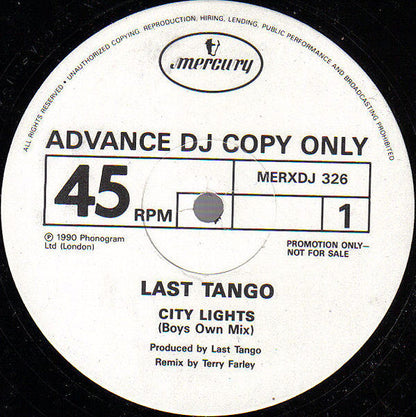 ALL RIGHTS RESERVED • UNAUTHORIZED COPYING. REPRODUCTION, HIRING, LENDING, PUBLIC PERFORMANCE AND BROADCASTING PROHIBITED
mercury
ADVANCE DJ COPY ONLY
45 RPM
MERXDJ 326
1
℗ 1990 Phonogram
Ltd (London)
PROMOTION ONLY—
NOT FOR SALE
LAST TANGO
CITY LIGHTS
(Boys Own Mix)
Produced by Last Tango
Remix by Terry Farley